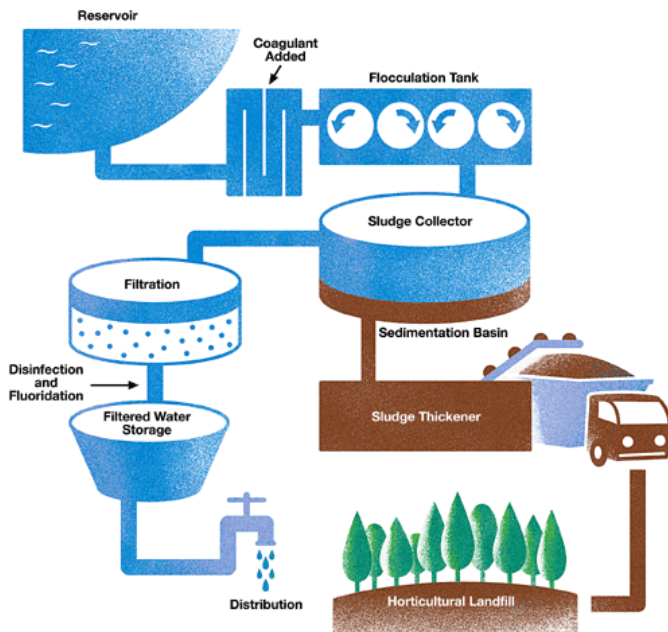 Reservoir
Coagulant
Added
Flocculation Tank
Sludge Collector
Filtration
Sedimentation Basin
Disinfection
and
Fluoridation
Sludge Thickener
Filtered Water
Storage
Horticultural Landfill
Distribution